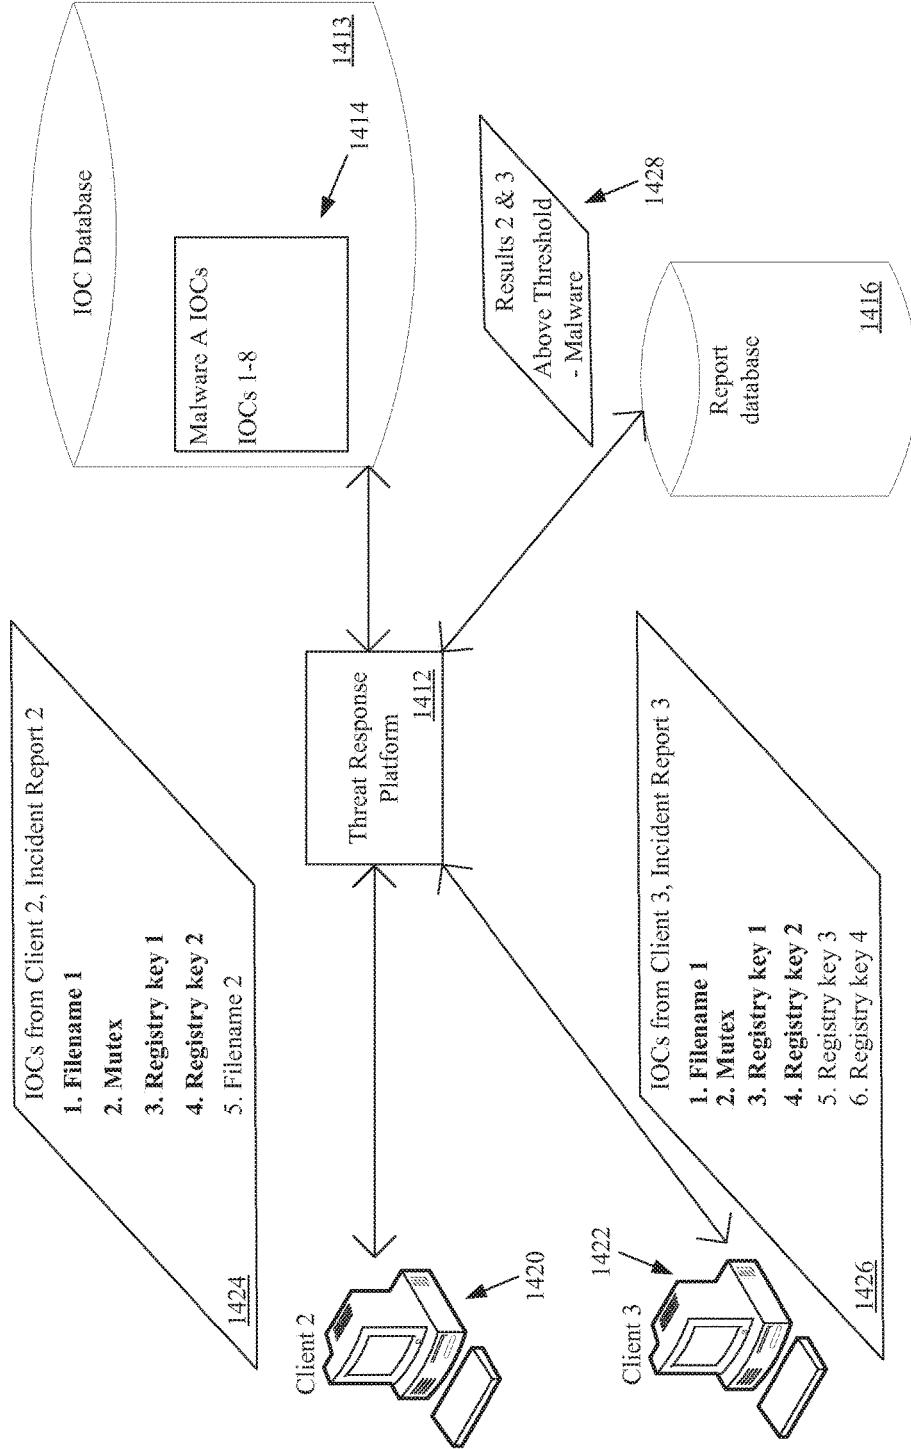 IOCs from Client 2, Incident Report 2
1. Filename 1
2. Mutex
3. Registry key 1
4. Registry key 2
5. Filename 2
1424
Client 2
1420
Threat Response
Platform
1412
IOC Database
Malware A IOCs
IOCs 1-8
1413
1414
Results 2 & 3
Above Threshold
- Malware
1428
Report
database
1416
Client 3
1422
IOCs from Client 3, Incident Report 3
1. Filename 1
2. Mutex
3. Registry key 1
4. Registry key 2
5. Registry key 3
6. Registry key 4
1426